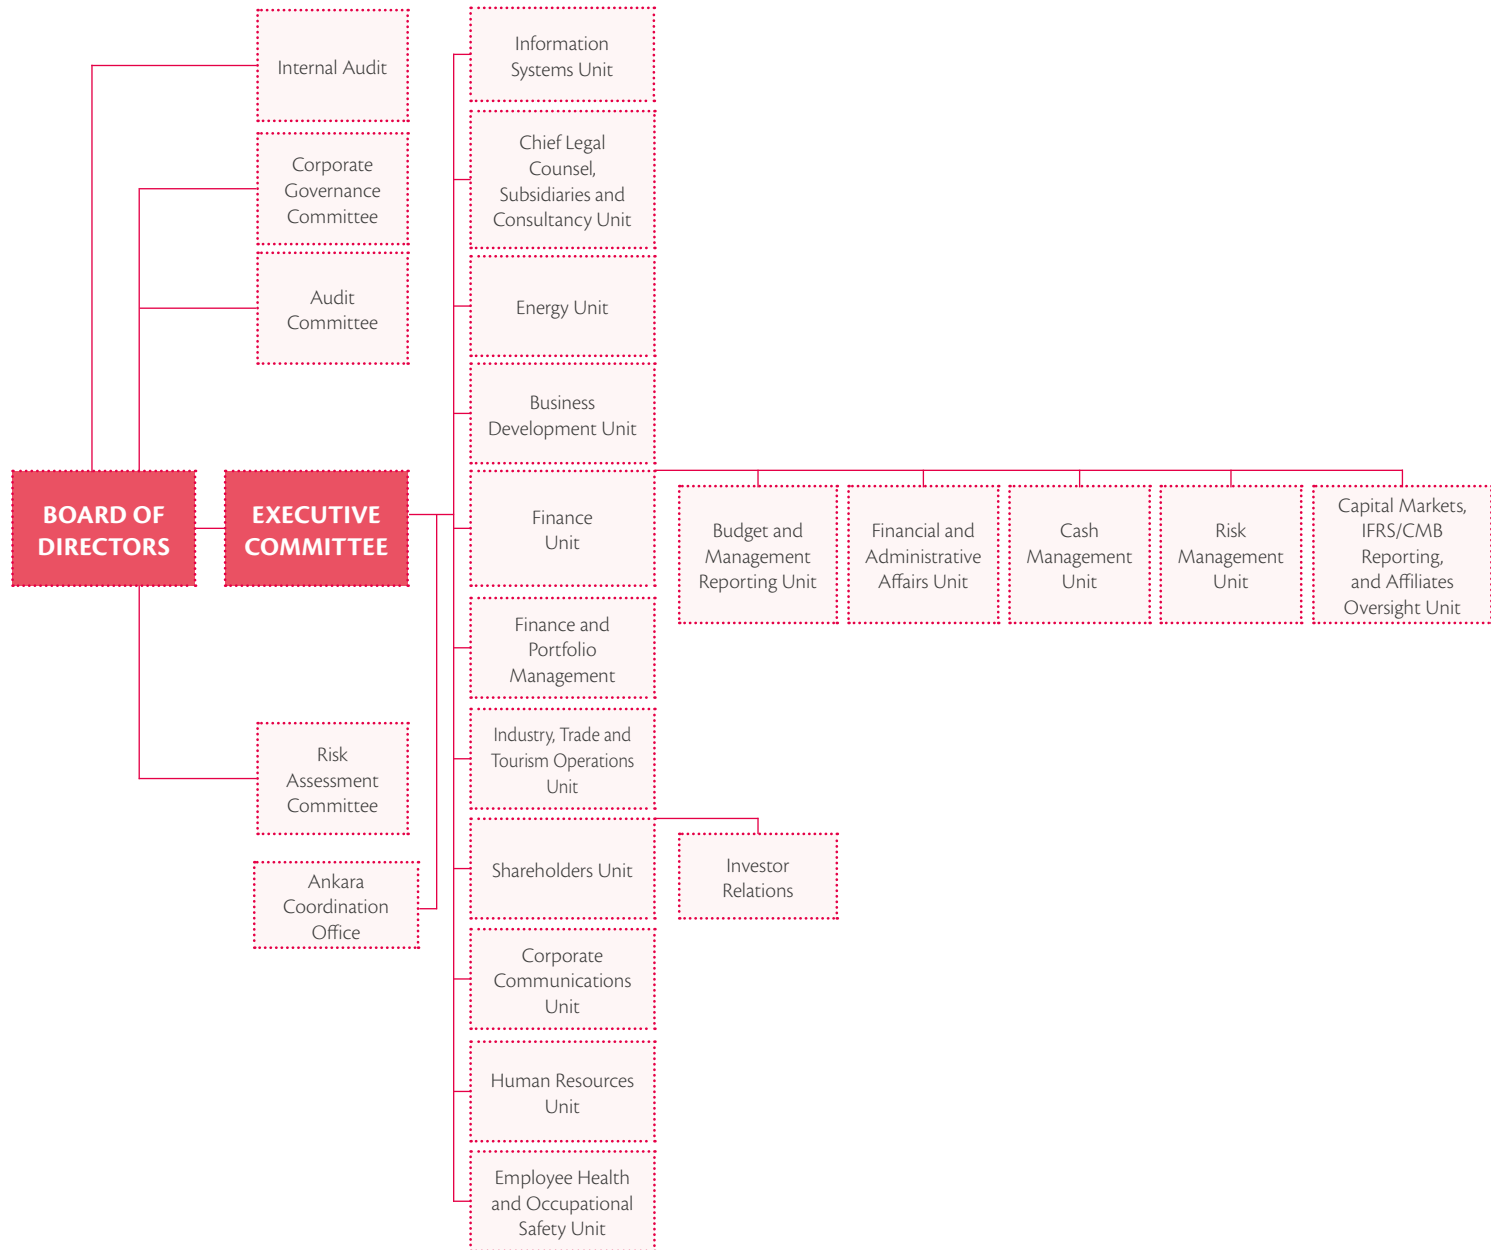 Internal Audit
Corporate
Governance
Committee
Audit
Committee
BOARD OF
DIRECTORS
EXECUTIVE
COMMITTEE
Risk
Assessment
Committee
Ankara
Coordination
Office
Information
Systems Unit
Chief Legal
Counsel,
Subsidiaries and
Consultancy Unit
Energy Unit
Business
Development Unit
Finance
Unit
Finance and
Portfolio
Management
Industry, Trade and
Tourism Operations
Unit
Shareholders Unit
Corporate
Communications
Unit
Human Resources
Unit
Employee Health
and Occupational
Safety Unit
Budget and
Management
Reporting Unit
Financial and
Administrative
Affairs Unit
Cash
Management
Unit
Risk
Management
Unit
Capital Markets,
IFRS/CMB
Reporting,
and Affiliates
Oversight Unit
Investor
Relations